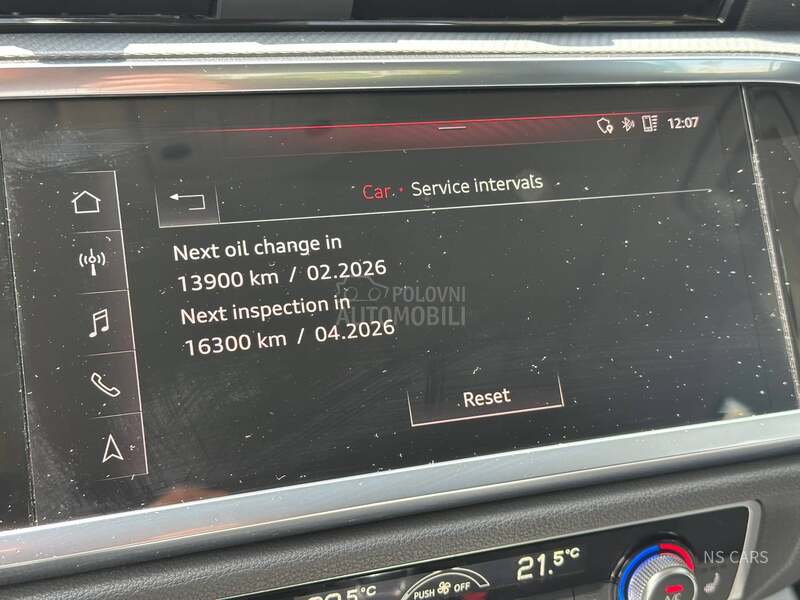 12:07
Car · Service intervals
Next oil change in
13900 km / 02.2026
Next inspection in
16300 km / 04.2026
POLOVNI
AUTOMOBILI
Reset
21.5°C
PUSH OFF
NS CARS